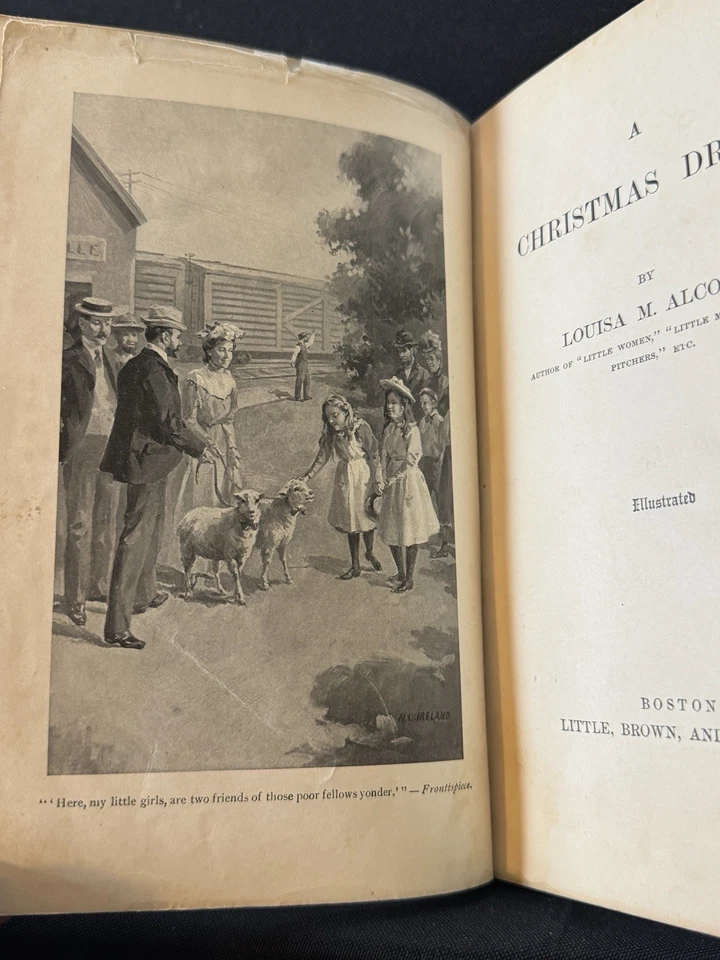 LLE
N. C. IRELAND
"'Here, my little girls, are two friends of those poor fellows yonder.'" — Frontispiece.
A
CHRISTMAS DR
BY
LOUISA M. ALCO
AUTHOR OF "LITTLE WOMEN," "LITTLE M
PITCHERS," ETC.
Illustrated
BOSTON
LITTLE, BROWN, AND